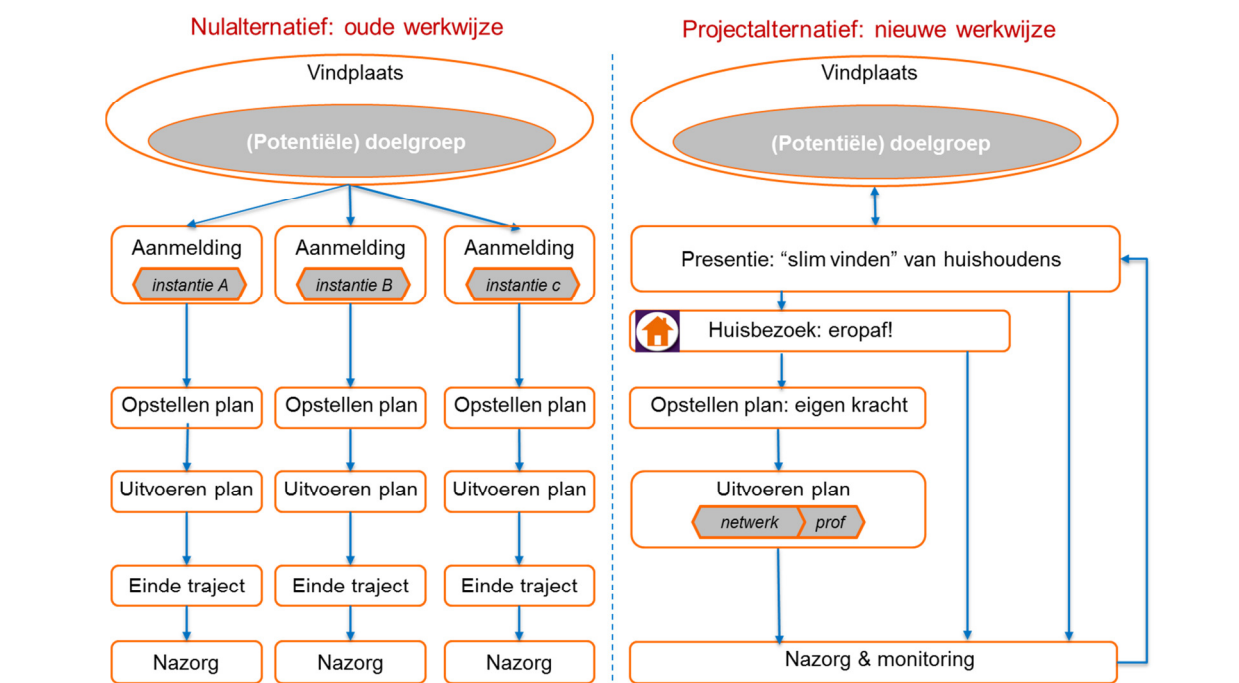 Nulalternatief: oude werkwijze
Vindplaats
(Potentiële) doelgroep
Aanmelding
instantie A
Aanmelding
instantie B
Aanmelding
instantie c
Opstellen plan
Opstellen plan
Opstellen plan
Uitvoeren plan
Uitvoeren plan
Uitvoeren plan
Einde traject
Einde traject
Einde traject
Nazorg
Nazorg
Nazorg
Projectalternatief: nieuwe werkwijze
Vindplaats
(Potentiële) doelgroep
Presentie: “slim vinden” van huishoudens
Huisbezoek: eropaf!
Opstellen plan: eigen kracht
Uitvoeren plan
netwerk
prof
Nazorg & monitoring